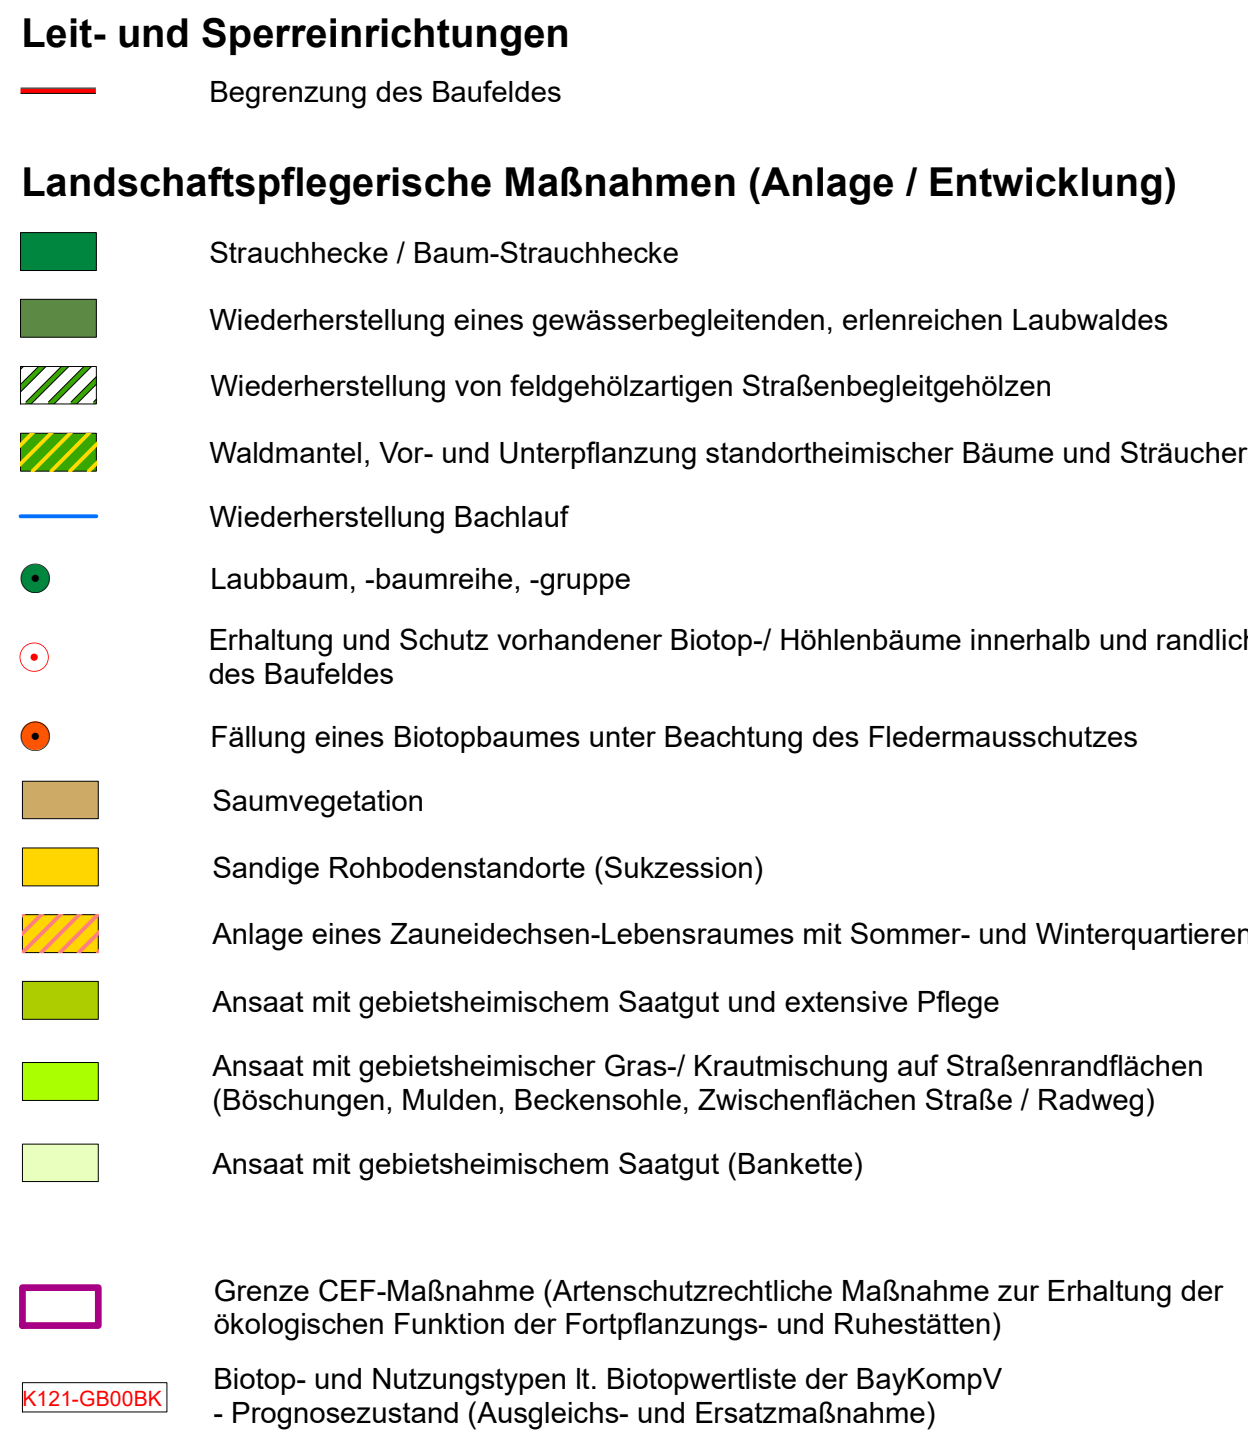 Leit- und Sperreinrichtungen
Begrenzung des Baufeldes
Landschaftspflegerische Maßnahmen (Anlage / Entwicklung)
Strauchhecke / Baum-Strauchhecke
Wiederherstellung eines gewässerbegleitenden, erlenreichen Laubwaldes
Wiederherstellung von feldgehölzartigen Straßenbegleitgehölzen
Waldmantel, Vor- und Unterpflanzung standortheimischer Bäume und Sträucher
Wiederherstellung Bachlauf
Laubbaum, -baumreihe, -gruppe
Erhaltung und Schutz vorhandener Biotop-/ Höhlenbäume innerhalb und randlich
des Baufeldes
Fällung eines Biotopbaumes unter Beachtung des Fledermausschutzes
Saumvegetation
Sandige Rohbodenstandorte (Sukzession)
Anlage eines Zauneidechsen-Lebensraumes mit Sommer- und Winterquartieren
Ansaat mit gebietsheimischem Saatgut und extensive Pflege
Ansaat mit gebietsheimischer Gras-/ Krautmischung auf Straßenrandflächen
(Böschungen, Mulden, Beckensohle, Zwischenflächen Straße / Radweg)
Ansaat mit gebietsheimischem Saatgut (Bankette)
Grenze CEF-Maßnahme (Artenschutzrechtliche Maßnahme zur Erhaltung der
ökologischen Funktion der Fortpflanzungs- und Ruhestätten)
K121-GB00BK
Biotop- und Nutzungstypen lt. Biotopwertliste der BayKompV
- Prognosezustand (Ausgleichs- und Ersatzmaßnahme)